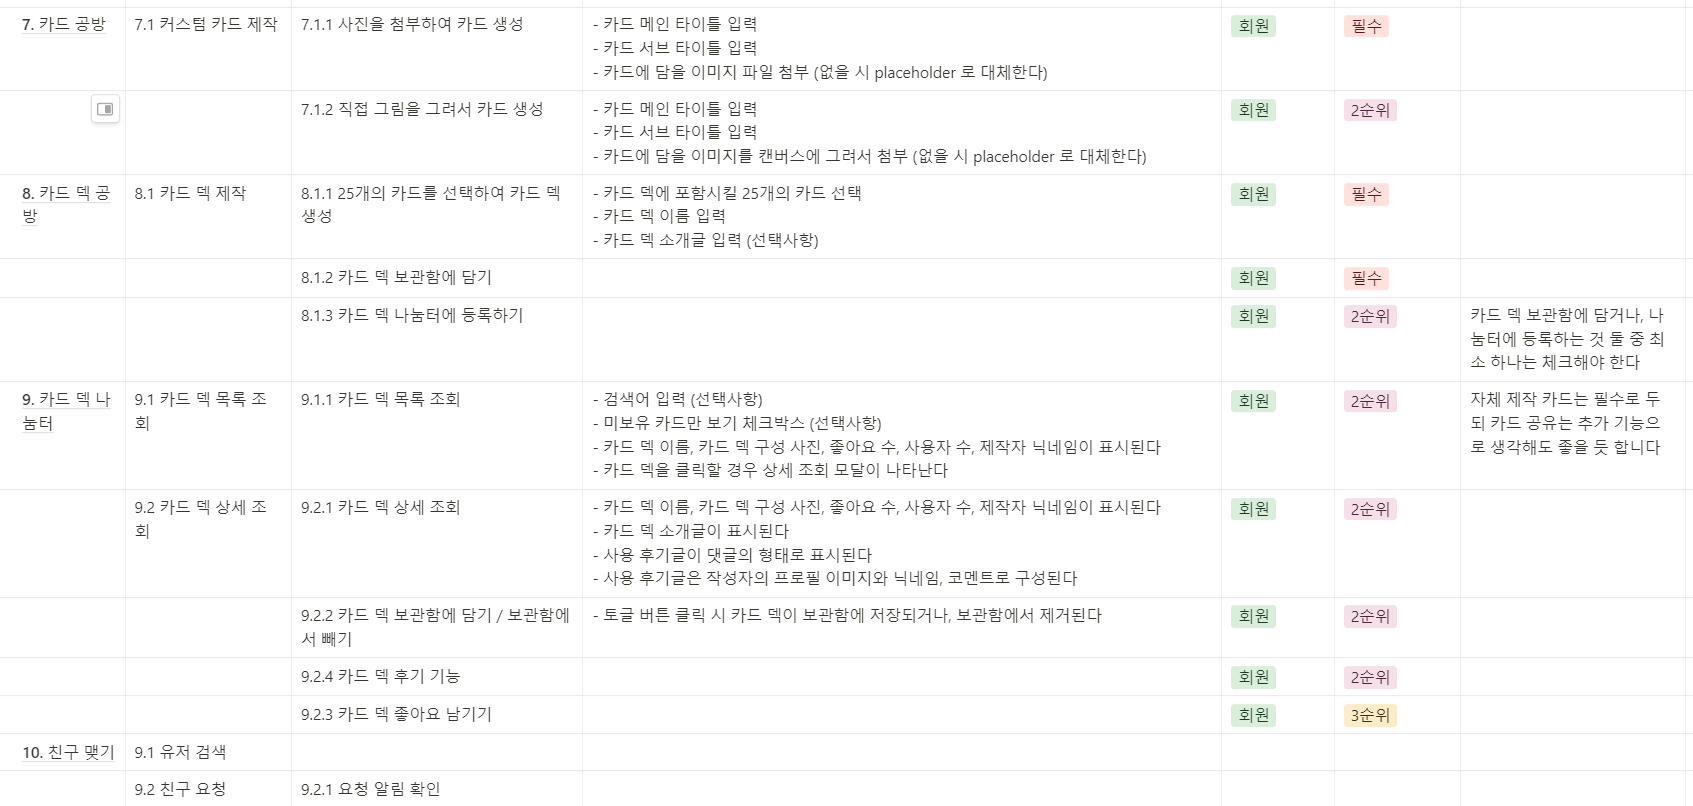 7. 카드 공방
7.1 커스텀 카드 제작
7.1.1 사진을 첨부하여 카드 생성
- 카드 메인 타이틀 입력
- 카드 서브 타이틀 입력
- 카드에 담을 이미지 파일 첨부 (없을 시 placeholder 로 대체한다)
회원
필수
7.1.2 직접 그림을 그려서 카드 생성
- 카드 메인 타이틀 입력
- 카드 서브 타이틀 입력
- 카드에 담을 이미지를 캔버스에 그려서 첨부 (없을 시 placeholder 로 대체한다)
회원
2순위
8. 카드 덱 공
방
8.1 카드 덱 제작
8.1.1 25개의 카드를 선택하여 카드 덱
생성
- 카드 덱에 포함시킬 25개의 카드 선택
- 카드 덱 이름 입력
- 카드 덱 소개글 입력 (선택사항)
회원
필수
8.1.2 카드 덱 보관함에 담기
회원
필수
8.1.3 카드 덱 나눔터에 등록하기
회원
2순위
카드 덱 보관함에 담거나, 나
눔터에 등록하는 것 둘 중 최
소 하나는 체크해야 한다
9. 카드 덱 나
눔터
9.1 카드 덱 목록 조
회
9.1.1 카드 덱 목록 조회
- 검색어 입력 (선택사항)
- 미보유 카드만 보기 체크박스 (선택사항)
- 카드 덱 이름, 카드 덱 구성 사진, 좋아요 수, 사용자 수, 제작자 닉네임이 표시된다
- 카드 덱을 클릭할 경우 상세 조회 모달이 나타난다
회원
2순위
자체 제작 카드는 필수로 두
되 카드 공유는 추가 기능으
로 생각해도 좋을 듯 합니다
9.2 카드 덱 상세 조
회
9.2.1 카드 덱 상세 조회
- 카드 덱 이름, 카드 덱 구성 사진, 좋아요 수, 사용자 수, 제작자 닉네임이 표시된다
- 카드 덱 소개글이 표시된다
- 사용 후기글이 댓글의 형태로 표시된다
- 사용 후기글은 작성자의 프로필 이미지와 닉네임, 코멘트로 구성된다
회원
2순위
9.2.2 카드 덱 보관함에 담기 / 보관함에
서 빼기
- 토글 버튼 클릭 시 카드 덱이 보관함에 저장되거나, 보관함에서 제거된다
회원
2순위
9.2.4 카드 덱 후기 기능
회원
2순위
9.2.3 카드 덱 좋아요 남기기
회원
3순위
10. 친구 맺기
9.1 유저 검색
9.2 친구 요청
9.2.1 요청 알림 확인